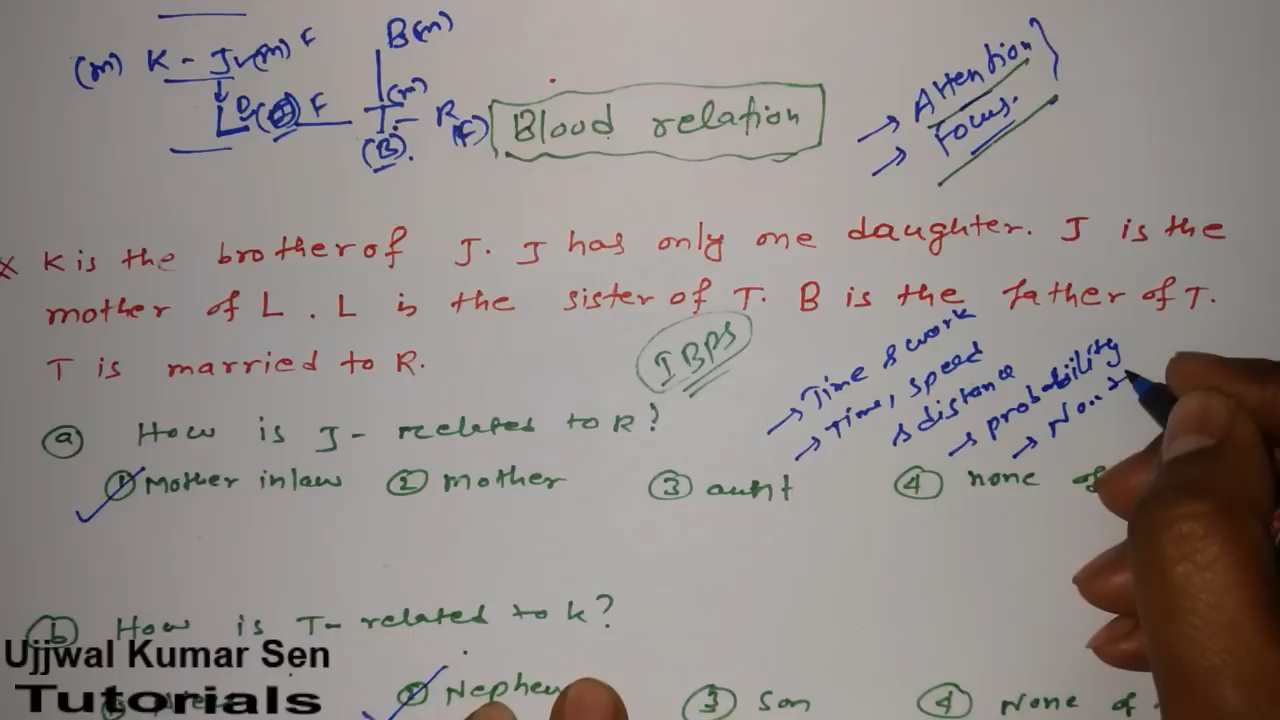 B(m)
(m) K - J (m) F
L F T (m) R (F)
(B).
Blood relation
→ Attention
→ Focus.
K is the brother of J. J has only one daughter. J is the
mother of L. L is the sister of T. B is the father of T.
T is married to R.
IBPS
→ Time & work
→ Time, speed
& distance
→ probability
→ No..
a How is J- related to R?
1 Mother in law 2 mother 3 aunt 4 none of
b How is T- related to k?
Nephew 3 Son 4 None of
Ujjwal Kumar Sen
Tutorials